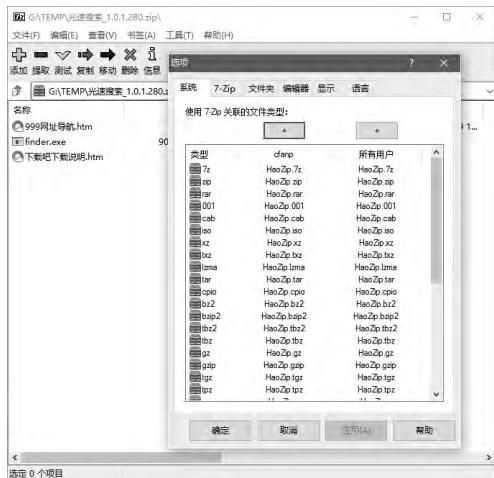 G:\TEMP\光速搜索_1.0.1.280.zip\
文件(F) 编辑(E) 查看(V) 书签(A) 工具(T) 帮助(H)
添加 提取 测试 复制 移动 删除 信息
G:\TEMP\光速搜索_1.0.1.280.z
名称
999网址导航.htm
finder.exe 90
下载吧下载说明.htm
选项
系统 7-Zip 文件夹 编辑器 显示 语言
使用 7-Zip 关联的文件类型:
+ +
类型 cfanp 所有用户
7z HaoZip.7z HaoZip.7z
zip HaoZip.zip HaoZip.zip
rar HaoZip.rar HaoZip.rar
001 HaoZip.001 HaoZip.001
cab HaoZip.cab HaoZip.cab
iso HaoZip.iso HaoZip.iso
xz HaoZip.xz HaoZip.xz
txz HaoZip.txz HaoZip.txz
lzma HaoZip.lzma HaoZip.lzma
tar HaoZip.tar HaoZip.tar
cpio HaoZip.cpio HaoZip.cpio
bz2 HaoZip.bz2 HaoZip.bz2
bzip2 HaoZip.bzip2 HaoZip.bzip2
tbz2 HaoZip.tbz2 HaoZip.tbz2
tbz HaoZip.tbz HaoZip.tbz
gz HaoZip.gz HaoZip.gz
gzip HaoZip.gzip HaoZip.gzip
tgz HaoZip.tgz HaoZip.tgz
tpz HaoZip.tpz HaoZip.tpz
确定 取消 应用(A) 帮助
选定 0 个项目